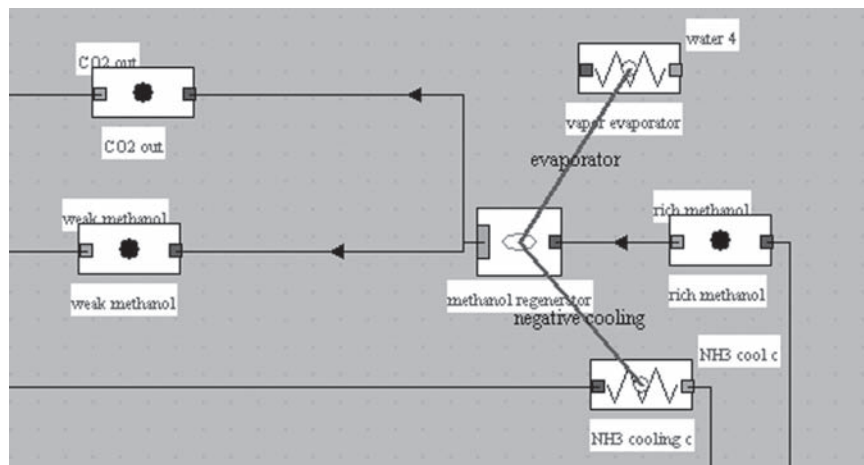 water 4
CO2 out
vapor evaporator
CO2 out
evaporator
weak methanol
rich methanol
weak methanol
methanol regenerator
rich methanol
negative cooling
NH3 cool c
NH3 cooling c